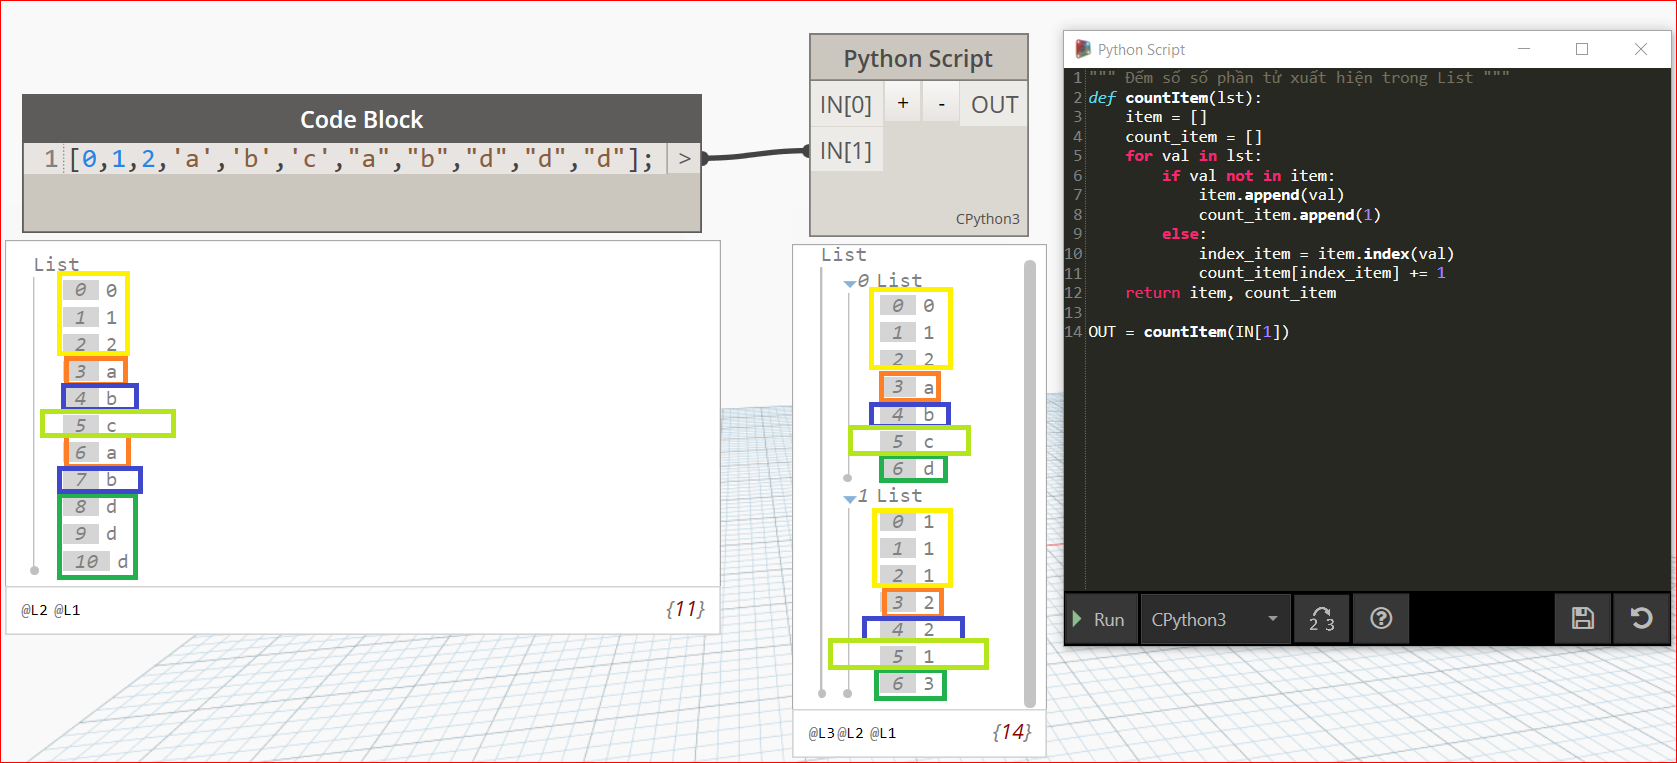 Code Block
1 [0,1,2,'a','b','c',"a","b","d","d","d"]; >
List
0 0
1 1
2 2
3 a
4 b
5 c
6 a
7 b
8 d
9 d
10 d
@L2 @L1 {11}
Python Script
IN[0] + - OUT
IN[1]
CPython3
List
0 List
0 0
1 1
2 2
3 a
4 b
5 c
6 d
1 List
0 1
1 1
2 1
3 2
4 2
5 1
6 3
@L3 @L2 @L1 {14}
Python Script
1 """ Đếm số số phần tử xuất hiện trong List """
2 def countItem(lst):
3 item = []
4 count_item = []
5 for val in lst:
6 if val not in item:
7 item.append(val)
8 count_item.append(1)
9 else:
10 index_item = item.index(val)
11 count_item[index_item] += 1
12 return item, count_item
13
14 OUT = countItem(IN[1])
Run CPython3 2 3 ?